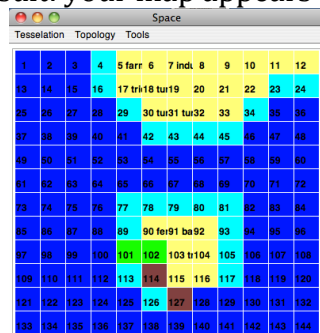 Space
Tesselation Topology Tools
1 2 3 4 5 farr 6 7 indu 8 9 10 11 12
13 14 15 16 17 tri 18 tur 19 20 21 22 23 24
25 26 27 28 29 30 tur 31 tur 32 33 34 35 36
37 38 39 40 41 42 43 44 45 46 47 48
49 50 51 52 53 54 55 56 57 58 59 60
61 62 63 64 65 66 67 68 69 70 71 72
73 74 75 76 77 78 79 80 81 82 83 84
85 86 87 88 89 90 fer 91 ba 92 93 94 95 96
97 98 99 100 101 102 103 tr 104 105 106 107 108
109 110 111 112 113 114 115 116 117 118 119 120
121 122 123 124 125 126 127 128 129 130 131 132
133 134 135 136 137 138 139 140 141 142 143 144